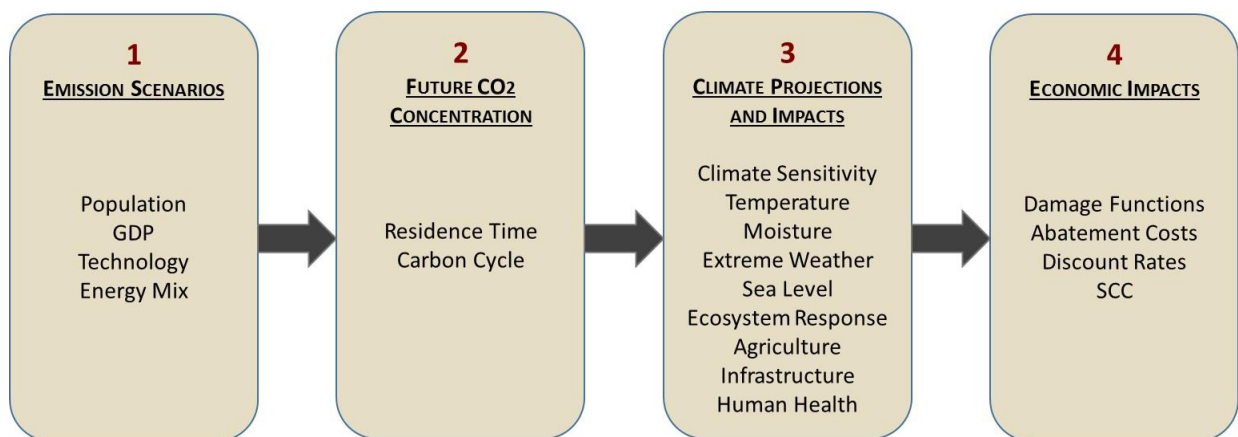 1
EMISSION SCENARIOS
Population
GDP
Technology
Energy Mix
2
FUTURE CO2
CONCENTRATION
Residence Time
Carbon Cycle
3
CLIMATE PROJECTIONS
AND IMPACTS
Climate Sensitivity
Temperature
Moisture
Extreme Weather
Sea Level
Ecosystem Response
Agriculture
Infrastructure
Human Health
4
ECONOMIC IMPACTS
Damage Functions
Abatement Costs
Discount Rates
SCC